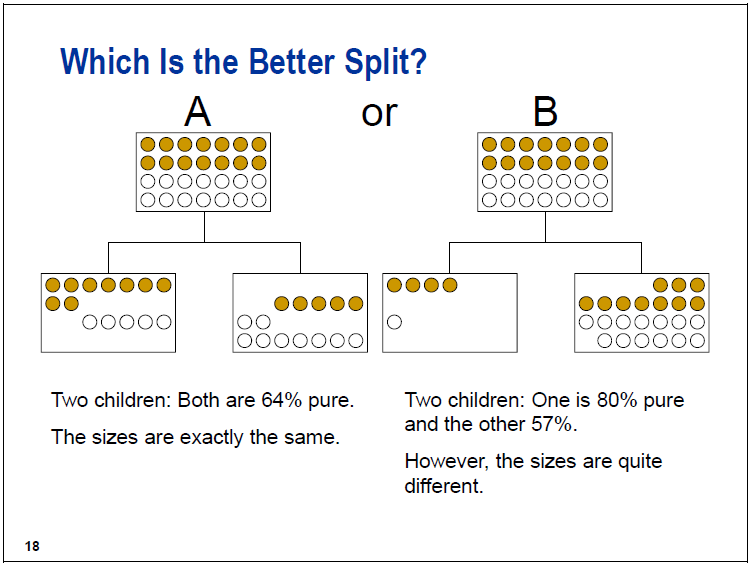 Which Is the Better Split?
A or B
Two children: Both are 64% pure.
The sizes are exactly the same.
Two children: One is 80% pure
and the other 57%.
However, the sizes are quite
different.
18